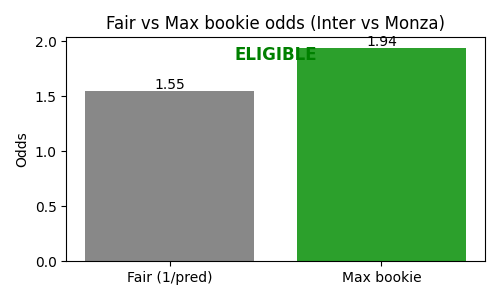 Fair vs Max bookie odds (Inter vs Monza)
ELIGIBLE
1.94
1.55
Odds
2.0
1.5
1.0
0.5
0.0
Fair (1/pred)
Max bookie